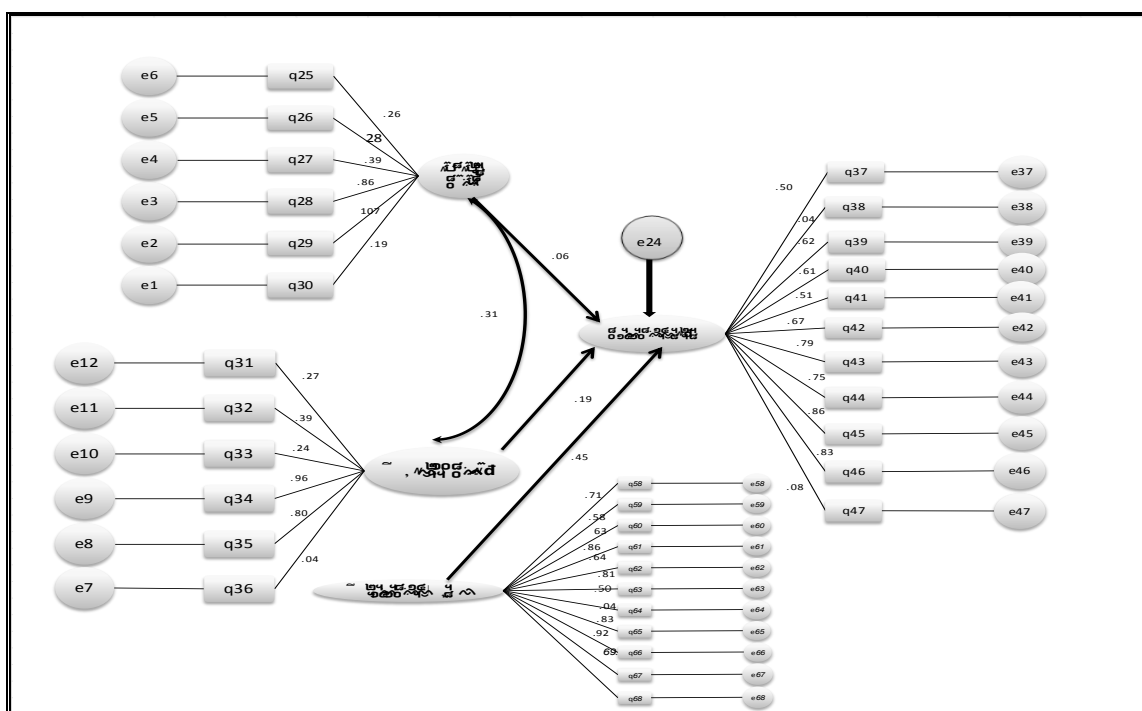 e6 q25 .26
e5 q26 28
e4 q27 .39
e3 q28 .86
e2 q29 107
e1 q30 .19
.31
.06
e24
e12 q31 .27
e11 q32 .39
e10 q33 .24
e9 q34 .96
e8 q35 .80
e7 q36 .04
.19
.45
.50 q37 e37
.04 q38 e38
.62 q39 e39
.61 q40 e40
.51 q41 e41
.67 q42 e42
.79 q43 e43
.75 q44 e44
.86 q45 e45
.83 q46 e46
.08 q47 e47
.71 q58 e58
.58 q59 e59
63 q60 e60
.86 q61 e61
.64 q62 e62
.81 q63 e63
.50 q64 e64
.04 q65 e65
.83 q66 e66
.92 q67 e67
69 q68 e68